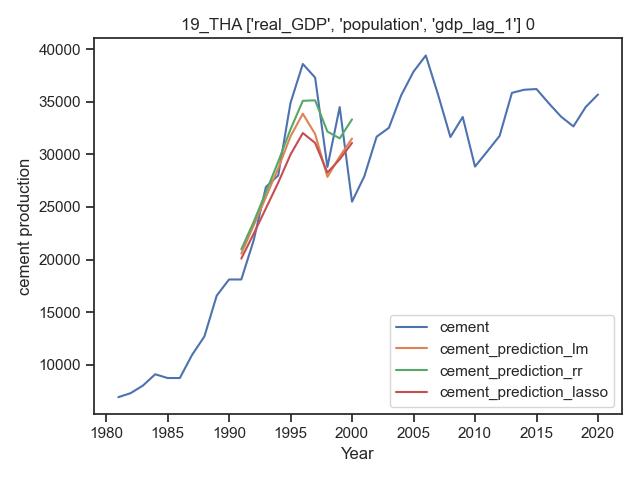 19_THA ['real_GDP', 'population', 'gdp_lag_1'] 0
40000
35000
30000
25000
20000
15000
10000
cement production
cement
cement_prediction_lm
cement_prediction_rr
cement_prediction_lasso
1980 1985 1990 1995 2000 2005 2010 2015 2020
Year